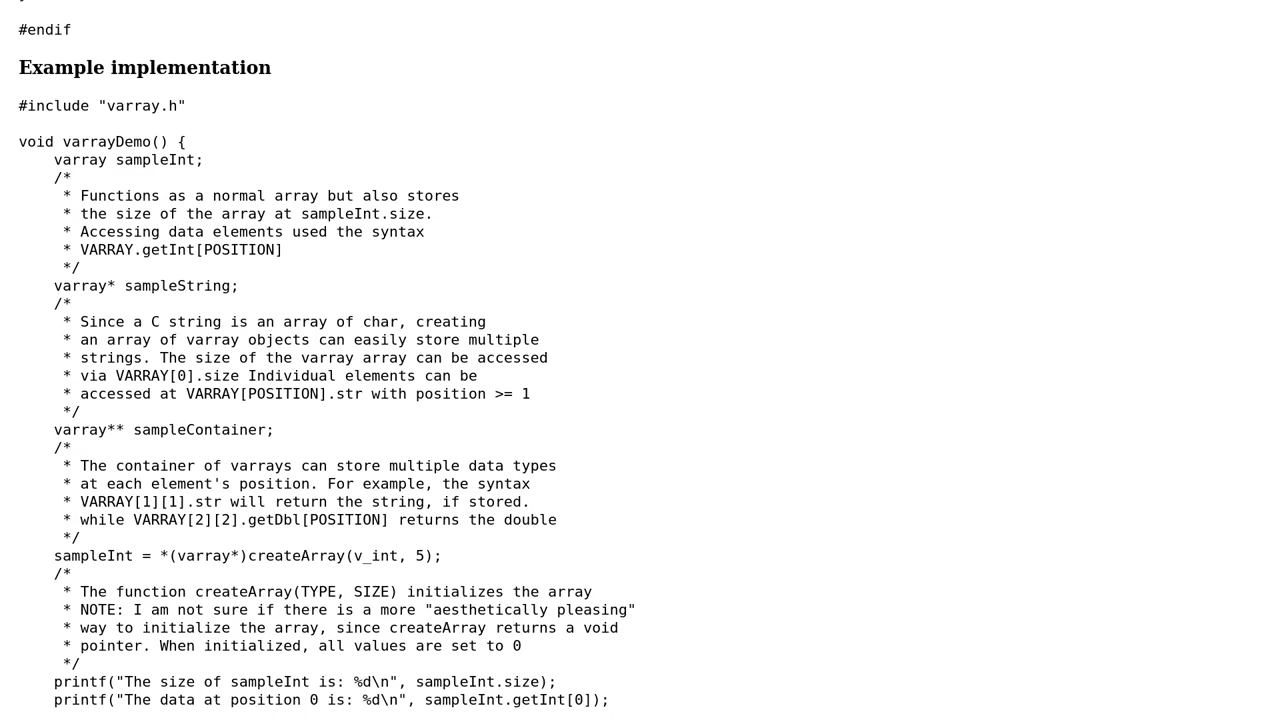 #endif
Example implementation
#include "varray.h"
void varrayDemo() {
    varray sampleInt;
    /*
     * Functions as a normal array but also stores
     * the size of the array at sampleInt.size.
     * Accessing data elements used the syntax
     * VARRAY.getInt[POSITION]
     */
    varray* sampleString;
    /*
     * Since a C string is an array of char, creating
     * an array of varray objects can easily store multiple
     * strings. The size of the varray array can be accessed
     * via VARRAY[0].size Individual elements can be
     * accessed at VARRAY[POSITION].str with position >= 1
     */
    varray** sampleContainer;
    /*
     * The container of varrays can store multiple data types
     * at each element's position. For example, the syntax
     * VARRAY[1][1].str will return the string, if stored.
     * while VARRAY[2][2].getDbl[POSITION] returns the double
     */
    sampleInt = *(varray*)createArray(v_int, 5);
    /*
     * The function createArray(TYPE, SIZE) initializes the array
     * NOTE: I am not sure if there is a more "aesthetically pleasing"
     * way to initialize the array, since createArray returns a void
     * pointer. When initialized, all values are set to 0
     */
    printf("The size of sampleInt is: %d\n", sampleInt.size);
    printf("The data at position 0 is: %d\n", sampleInt.getInt[0]);